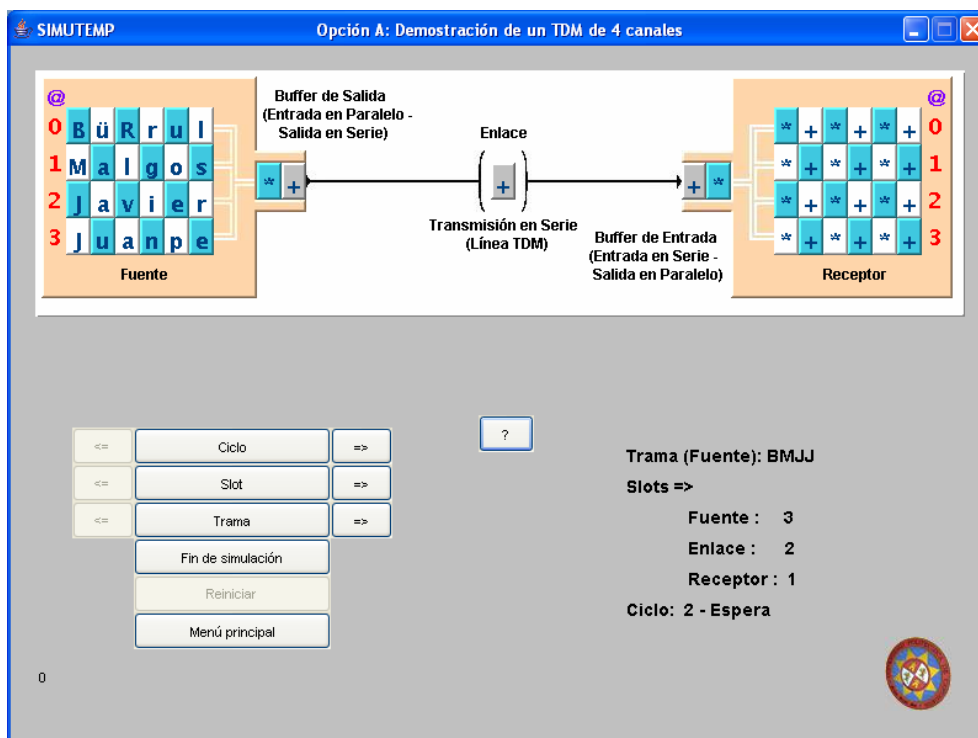 SIMUTEMP
Opción A: Demostración de un TDM de 4 canales
@
0 B ü R r u l
1 M a l g o s
2 J a v i e r
3 J u a n p e
Fuente
Buffer de Salida
(Entrada en Paralelo -
Salida en Serie)
* +
Enlace
+
Transmisión en Serie
(Línea TDM)
+ *
Buffer de Entrada
(Entrada en Serie -
Salida en Paralelo)
@
* + * + * + 0
* + * + * + 1
* + * + * + 2
* + * + * + 3
Receptor
<= Ciclo =>
<= Slot =>
<= Trama =>
Fin de simulación
Reiniciar
Menú principal
?
Trama (Fuente): BMJJ
Slots =>
Fuente : 3
Enlace : 2
Receptor : 1
Ciclo: 2 - Espera
0